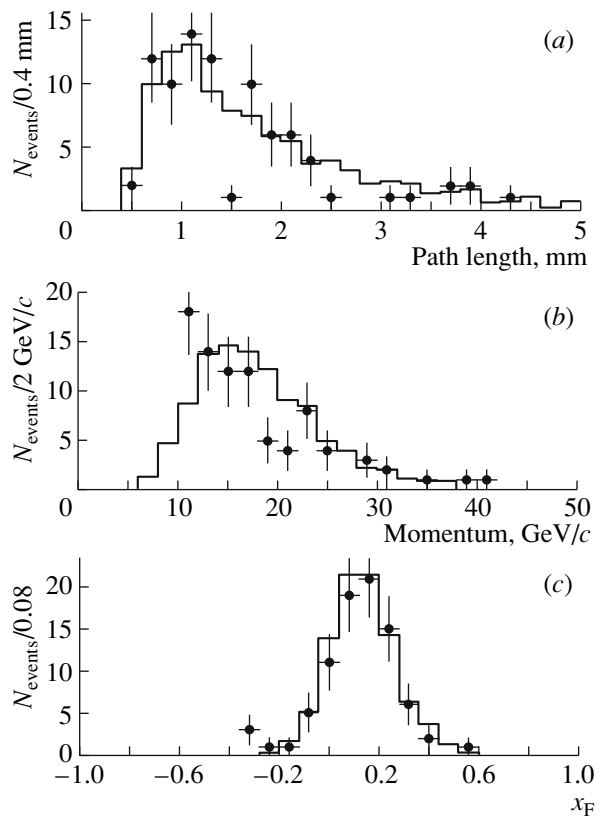 15
(a)
10
5
N_events/0.4 mm
0 1 2 3 4 5
Path length, mm
20
(b)
15
10
5
N_events/2 GeV/c
0 10 20 30 40 50
Momentum, GeV/c
(c)
20
15
10
5
0
N_events/0.08
−1.0 −0.6 −0.2 0.2 0.6 1.0
x_F